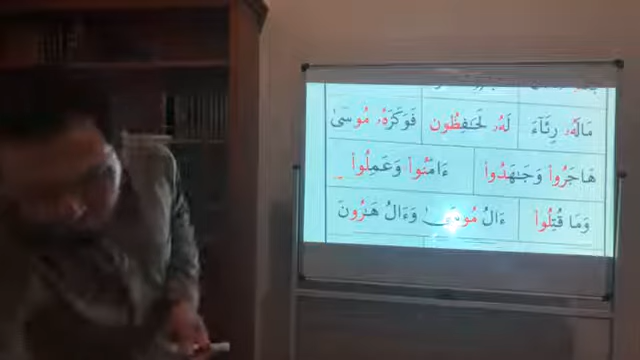 مَالَهُۥ رِئَآءَ لَهُۥ لَحَٰفِظُونَ فَوَكَزَهُۥ مُوسَىٰ
هَاجَرُوا۟ وَجَٰهَدُوا۟ ءَامَنُوا۟ وَعَمِلُوا۟
وَمَا قُتِلُوا۟ ءَالُ مُوسَىٰ وَءَالُ هَٰرُونَ